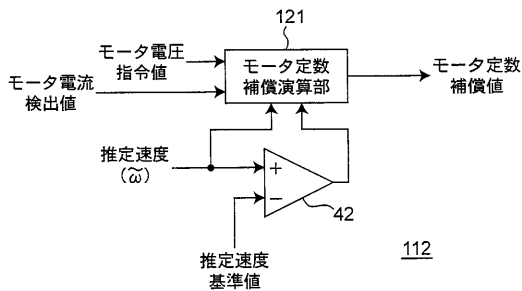 121
モータ電圧
指令値
モータ電流
検出値
モータ定数
補償演算部
モータ定数
補償値
推定速度
(ω̃)
+
−
42
推定速度
基準値
112